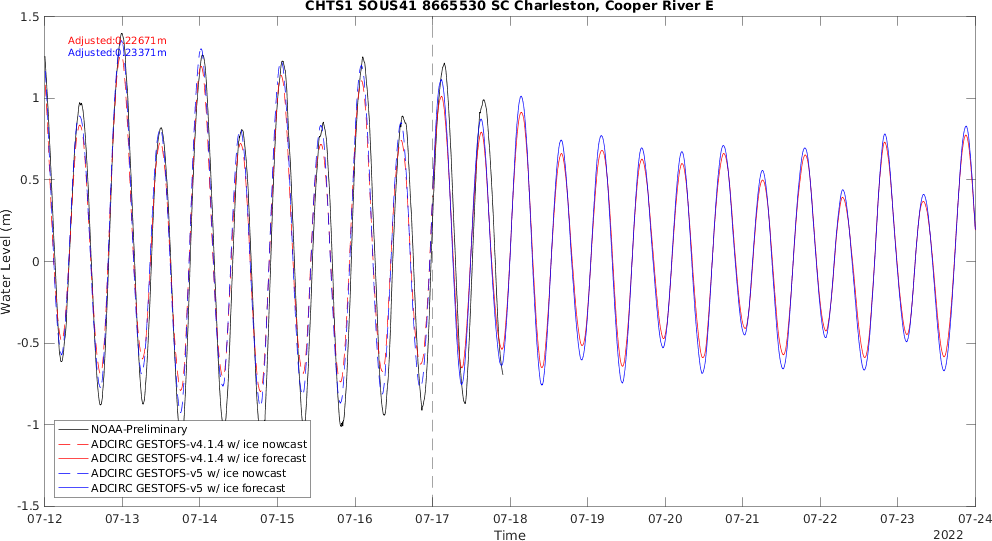 CHTS1 SOUS41 8665530 SC Charleston, Cooper River E
Adjusted:0.22671m
Adjusted:0.23371m
1.5
1
0.5
0
-0.5
-1
-1.5
Water Level (m)
NOAA-Preliminary
ADCIRC GESTOFS-v4.1.4 w/ ice nowcast
ADCIRC GESTOFS-v4.1.4 w/ ice forecast
ADCIRC GESTOFS-v5 w/ ice nowcast
ADCIRC GESTOFS-v5 w/ ice forecast
07-12 07-13 07-14 07-15 07-16 07-17 07-18 07-19 07-20 07-21 07-22 07-23 07-24
Time
2022